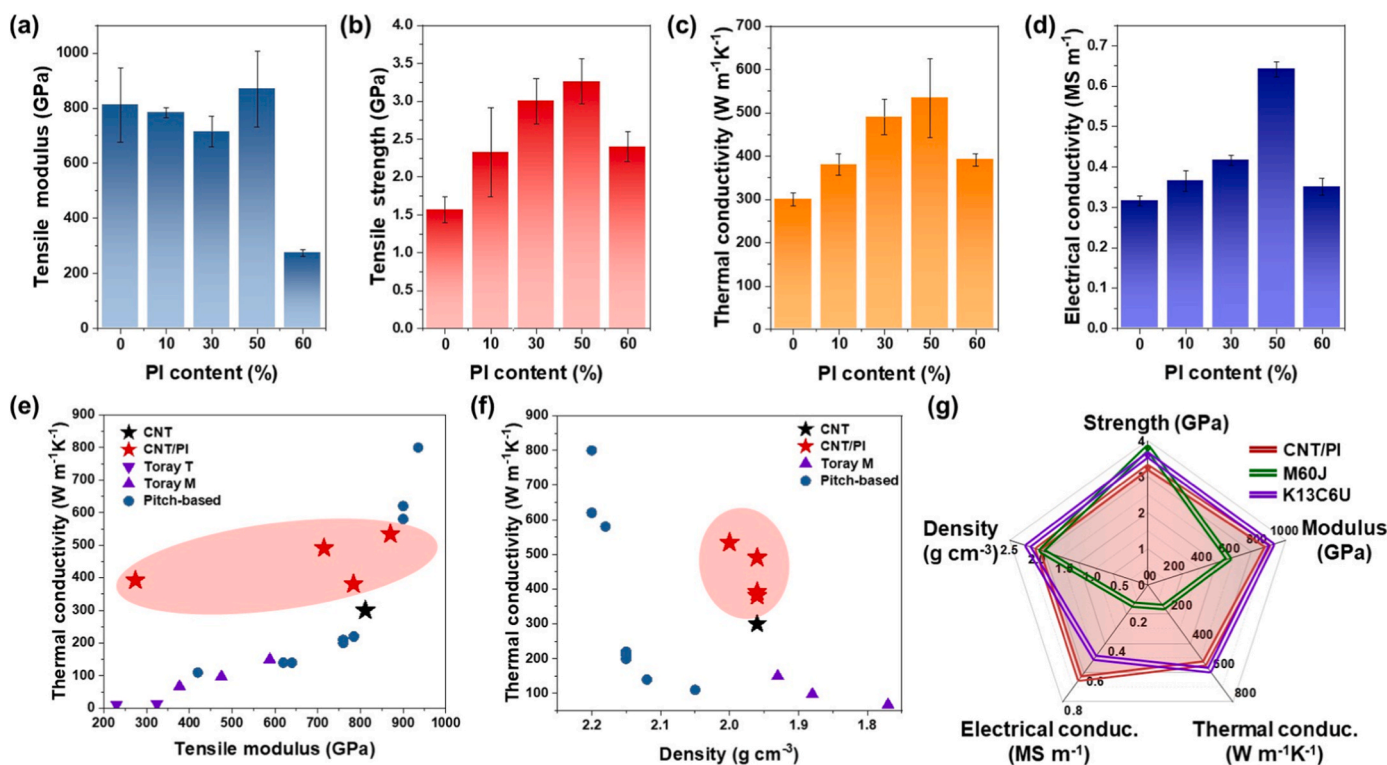 (a)
Tensile modulus (GPa)
1000
800
600
400
200
0
0 10 30 50 60
PI content (%)
(b)
Tensile strength (GPa)
4.0
3.5
3.0
2.5
2.0
1.5
1.0
0.5
0.0
0 10 30 50 60
PI content (%)
(c)
Thermal conductivity (W m⁻¹K⁻¹)
700
600
500
400
300
200
100
0
0 10 30 50 60
PI content (%)
(d)
Electrical conductivity (MS m⁻¹)
0.7
0.6
0.5
0.4
0.3
0.2
0.1
0.0
0 10 30 50 60
PI content (%)
(e)
Thermal conductivity (W m⁻¹K⁻¹)
900
800
700
600
500
400
300
200
100
0
CNT
CNT/PI
Toray T
Toray M
Pitch-based
200 300 400 500 600 700 800 900 1000
Tensile modulus (GPa)
(f)
Thermal conductivity (W m⁻¹K⁻¹)
900
800
700
600
500
400
300
200
100
CNT
CNT/PI
Toray M
Pitch-based
2.2 2.1 2.0 1.9 1.8
Density (g cm⁻³)
(g)
Strength (GPa)
4
3
2
1
0
CNT/PI
M60J
K13C6U
Modulus
(GPa)
1000
800
600
400
200
0
Density
(g cm⁻³)
2.5
2.0
1.5
1.0
0.5
0
0.2
0.4
0.6
0.8
Electrical conduc.
(MS m⁻¹)
200
400
500
800
Thermal conduc.
(W m⁻¹K⁻¹)